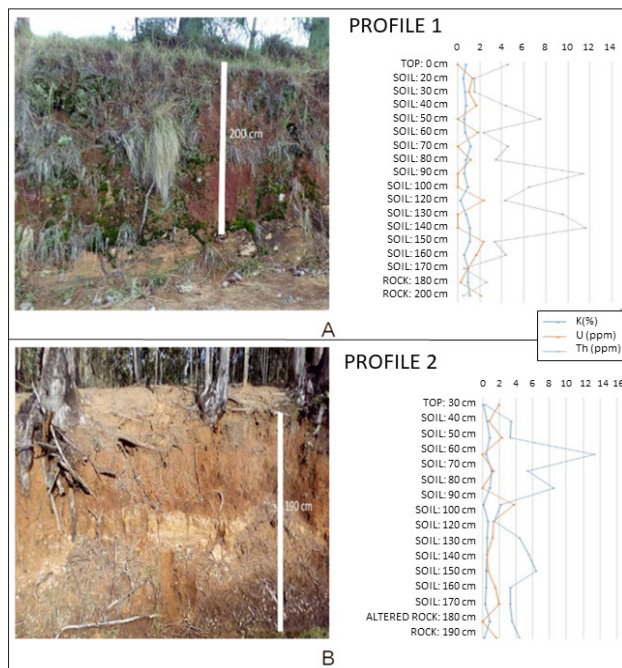 PROFILE 1
0 2 4 6 8 10 12 14
TOP: 0 cm
SOIL: 20 cm
SOIL: 30 cm
SOIL: 40 cm
SOIL: 50 cm
SOIL: 60 cm
SOIL: 70 cm
SOIL: 80 cm
SOIL: 90 cm
SOIL: 100 cm
SOIL: 120 cm
SOIL: 130 cm
SOIL: 140 cm
SOIL: 150 cm
SOIL: 160 cm
SOIL: 170 cm
ROCK: 180 cm
ROCK: 200 cm
200 cm
A
K(%)
U (ppm)
Th (ppm)
PROFILE 2
0 2 4 6 8 10 12 14 16
TOP: 30 cm
SOIL: 40 cm
SOIL: 50 cm
SOIL: 60 cm
SOIL: 70 cm
SOIL: 80 cm
SOIL: 90 cm
SOIL: 100 cm
SOIL: 120 cm
SOIL: 130 cm
SOIL: 140 cm
SOIL: 150 cm
SOIL: 160 cm
SOIL: 170 cm
ALTERED ROCK: 180 cm
ROCK: 190 cm
190 cm
B